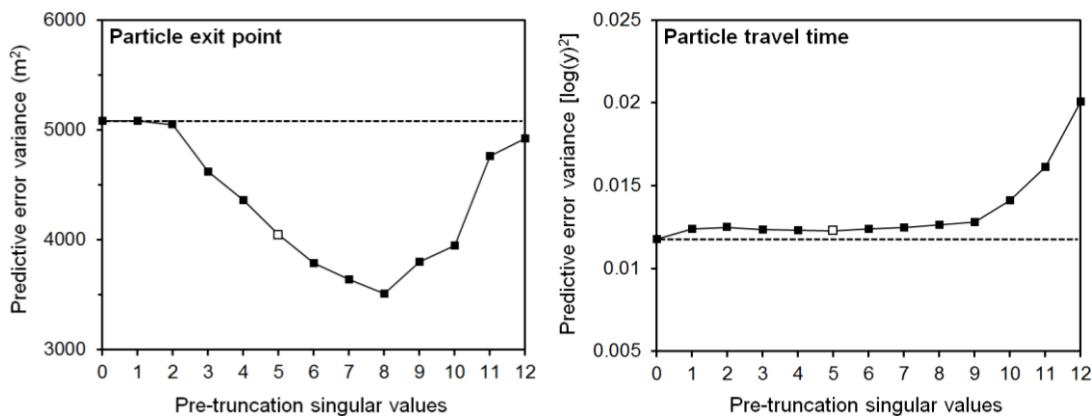 Particle exit point
Predictive error variance (m²)
6000
5000
4000
3000
0 1 2 3 4 5 6 7 8 9 10 11 12
Pre-truncation singular values
Particle travel time
Predictive error variance [log(y)²]
0.025
0.02
0.015
0.01
0.005
0 1 2 3 4 5 6 7 8 9 10 11 12
Pre-truncation singular values